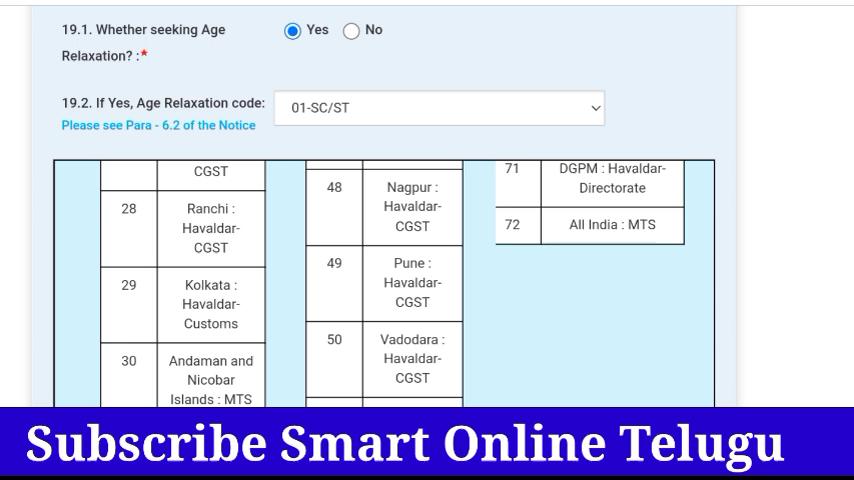 19.1. Whether seeking Age
Relaxation? :*
Yes
No
19.2. If Yes, Age Relaxation code:
Please see Para - 6.2 of the Notice
01-SC/ST
CGST
28
Ranchi :
Havaldar-
CGST
29
Kolkata :
Havaldar-
Customs
30
Andaman and
Nicobar
Islands : MTS
48
Nagpur :
Havaldar-
CGST
49
Pune :
Havaldar-
CGST
50
Vadodara :
Havaldar-
CGST
71
DGPM : Havaldar-
Directorate
72
All India : MTS
Subscribe Smart Online Telugu